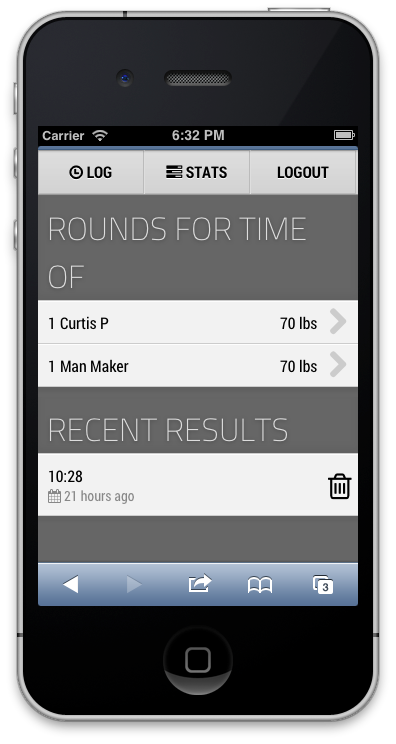 Carrier 6:32 PM
LOG STATS LOGOUT
ROUNDS FOR TIME
OF
1 Curtis P 70 lbs
1 Man Maker 70 lbs
RECENT RESULTS
10:28
21 hours ago
3